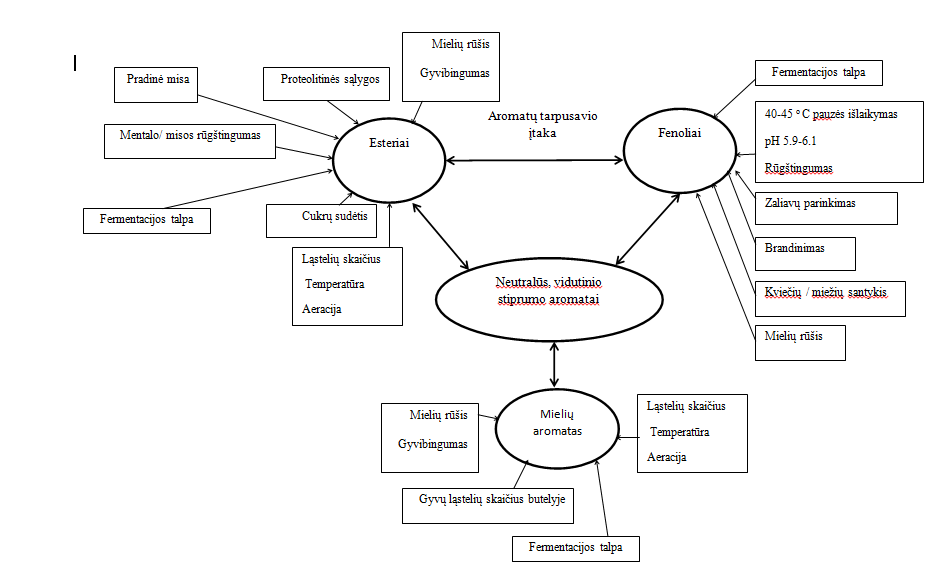 Mielių rūšis
Gyvibingumas
Pradinė misa
Proteolitinės sąlygos
Mentalo/ misos rūgštingumas
Esteriai
Fermentacijos talpa
Cukrų sudėtis
Ląstelių skaičius
Temperatūra
Aeracija
Aromatų tarpusavio
įtaka
Fenoliai
Fermentacijos talpa
40-45 °C pauzės išlaikymas
pH 5.9-6.1
Rūgštingumas
Zaliavų parinkimas
Brandinimas
Kviečių / miežių santykis
Mielių rūšis
Neutralūs, vidutinio
stiprumo aromatai
Mielių rūšis
Gyvibingumas
Mielių
aromatas
Ląstelių skaičius
Temperatūra
Aeracija
Gyvų ląstelių skaičius butelyje
Fermentacijos talpa